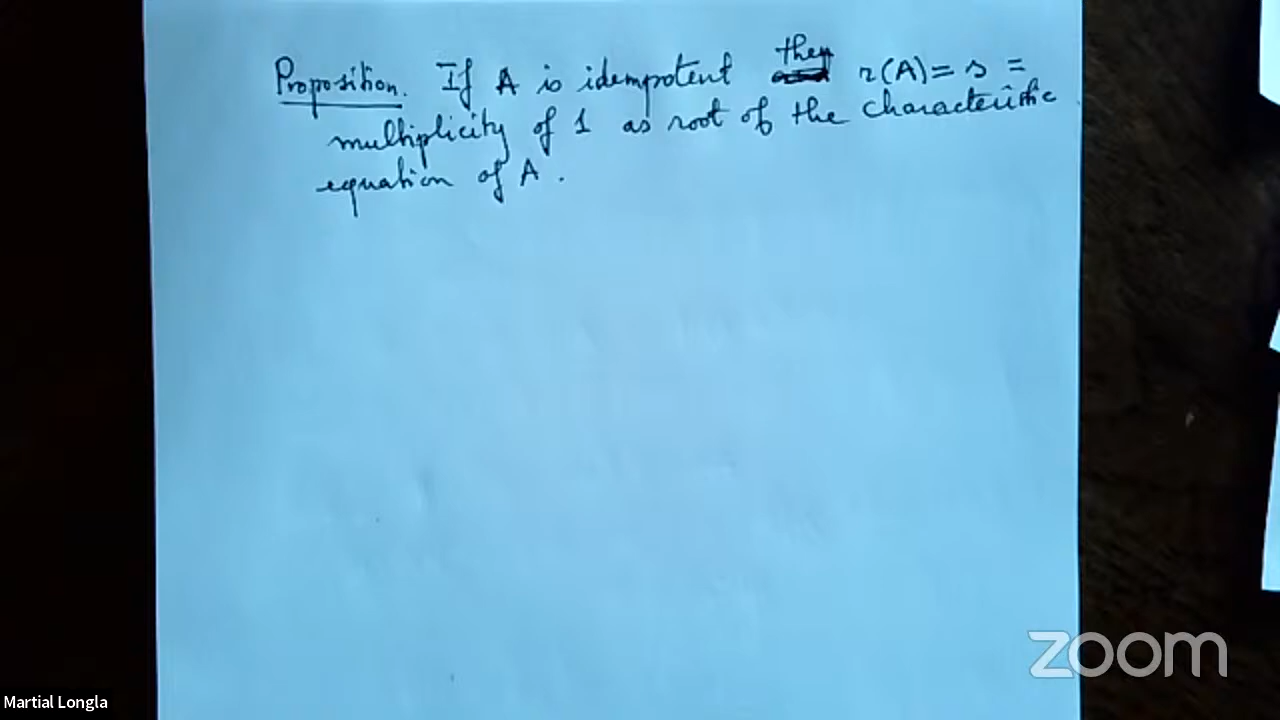 Proposition. If A is idempotent then r(A) = s =
multiplicity of 1 as root of the characteristic
equation of A.
zoom
Martial Longla